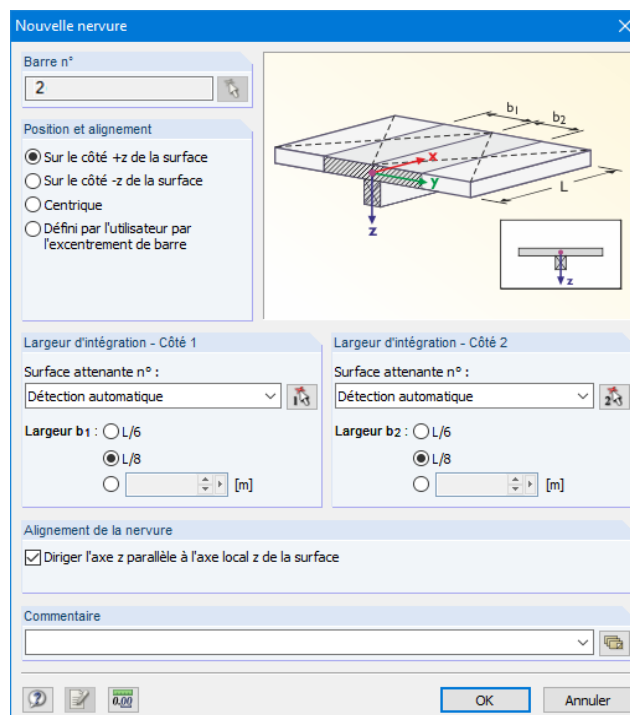 Nouvelle nervure
Barre n°
2
Position et alignement
Sur le côté +z de la surface
Sur le côté -z de la surface
Centrique
Défini par l'utilisateur par
l'excentrement de barre
b1
b2
x
y
L
z
z
Largeur d'intégration - Côté 1
Surface attenante n° :
Détection automatique
1
Largeur b1 : L/6
L/8
[m]
Largeur d'intégration - Côté 2
Surface attenante n° :
Détection automatique
2
Largeur b2 : L/6
L/8
[m]
Alignement de la nervure
Diriger l'axe z parallèle à l'axe local z de la surface
Commentaire
0.00
OK
Annuler